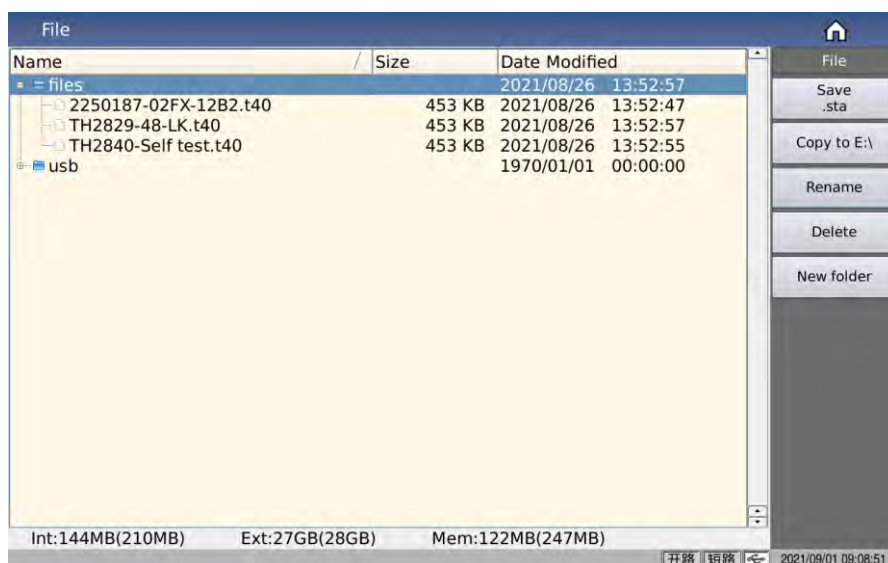 File
Name / Size Date Modified
File
files 2021/08/26 13:52:57
Save
.sta
2250187-02FX-12B2.t40 453 KB 2021/08/26 13:52:47
TH2829-48-LK.t40 453 KB 2021/08/26 13:52:57
TH2840-Self test.t40 453 KB 2021/08/26 13:52:55
Copy to E:\
usb 1970/01/01 00:00:00
Rename
Delete
New folder
Int:144MB(210MB) Ext:27GB(28GB) Mem:122MB(247MB)
开路 短路 2021/09/01 09:08:51